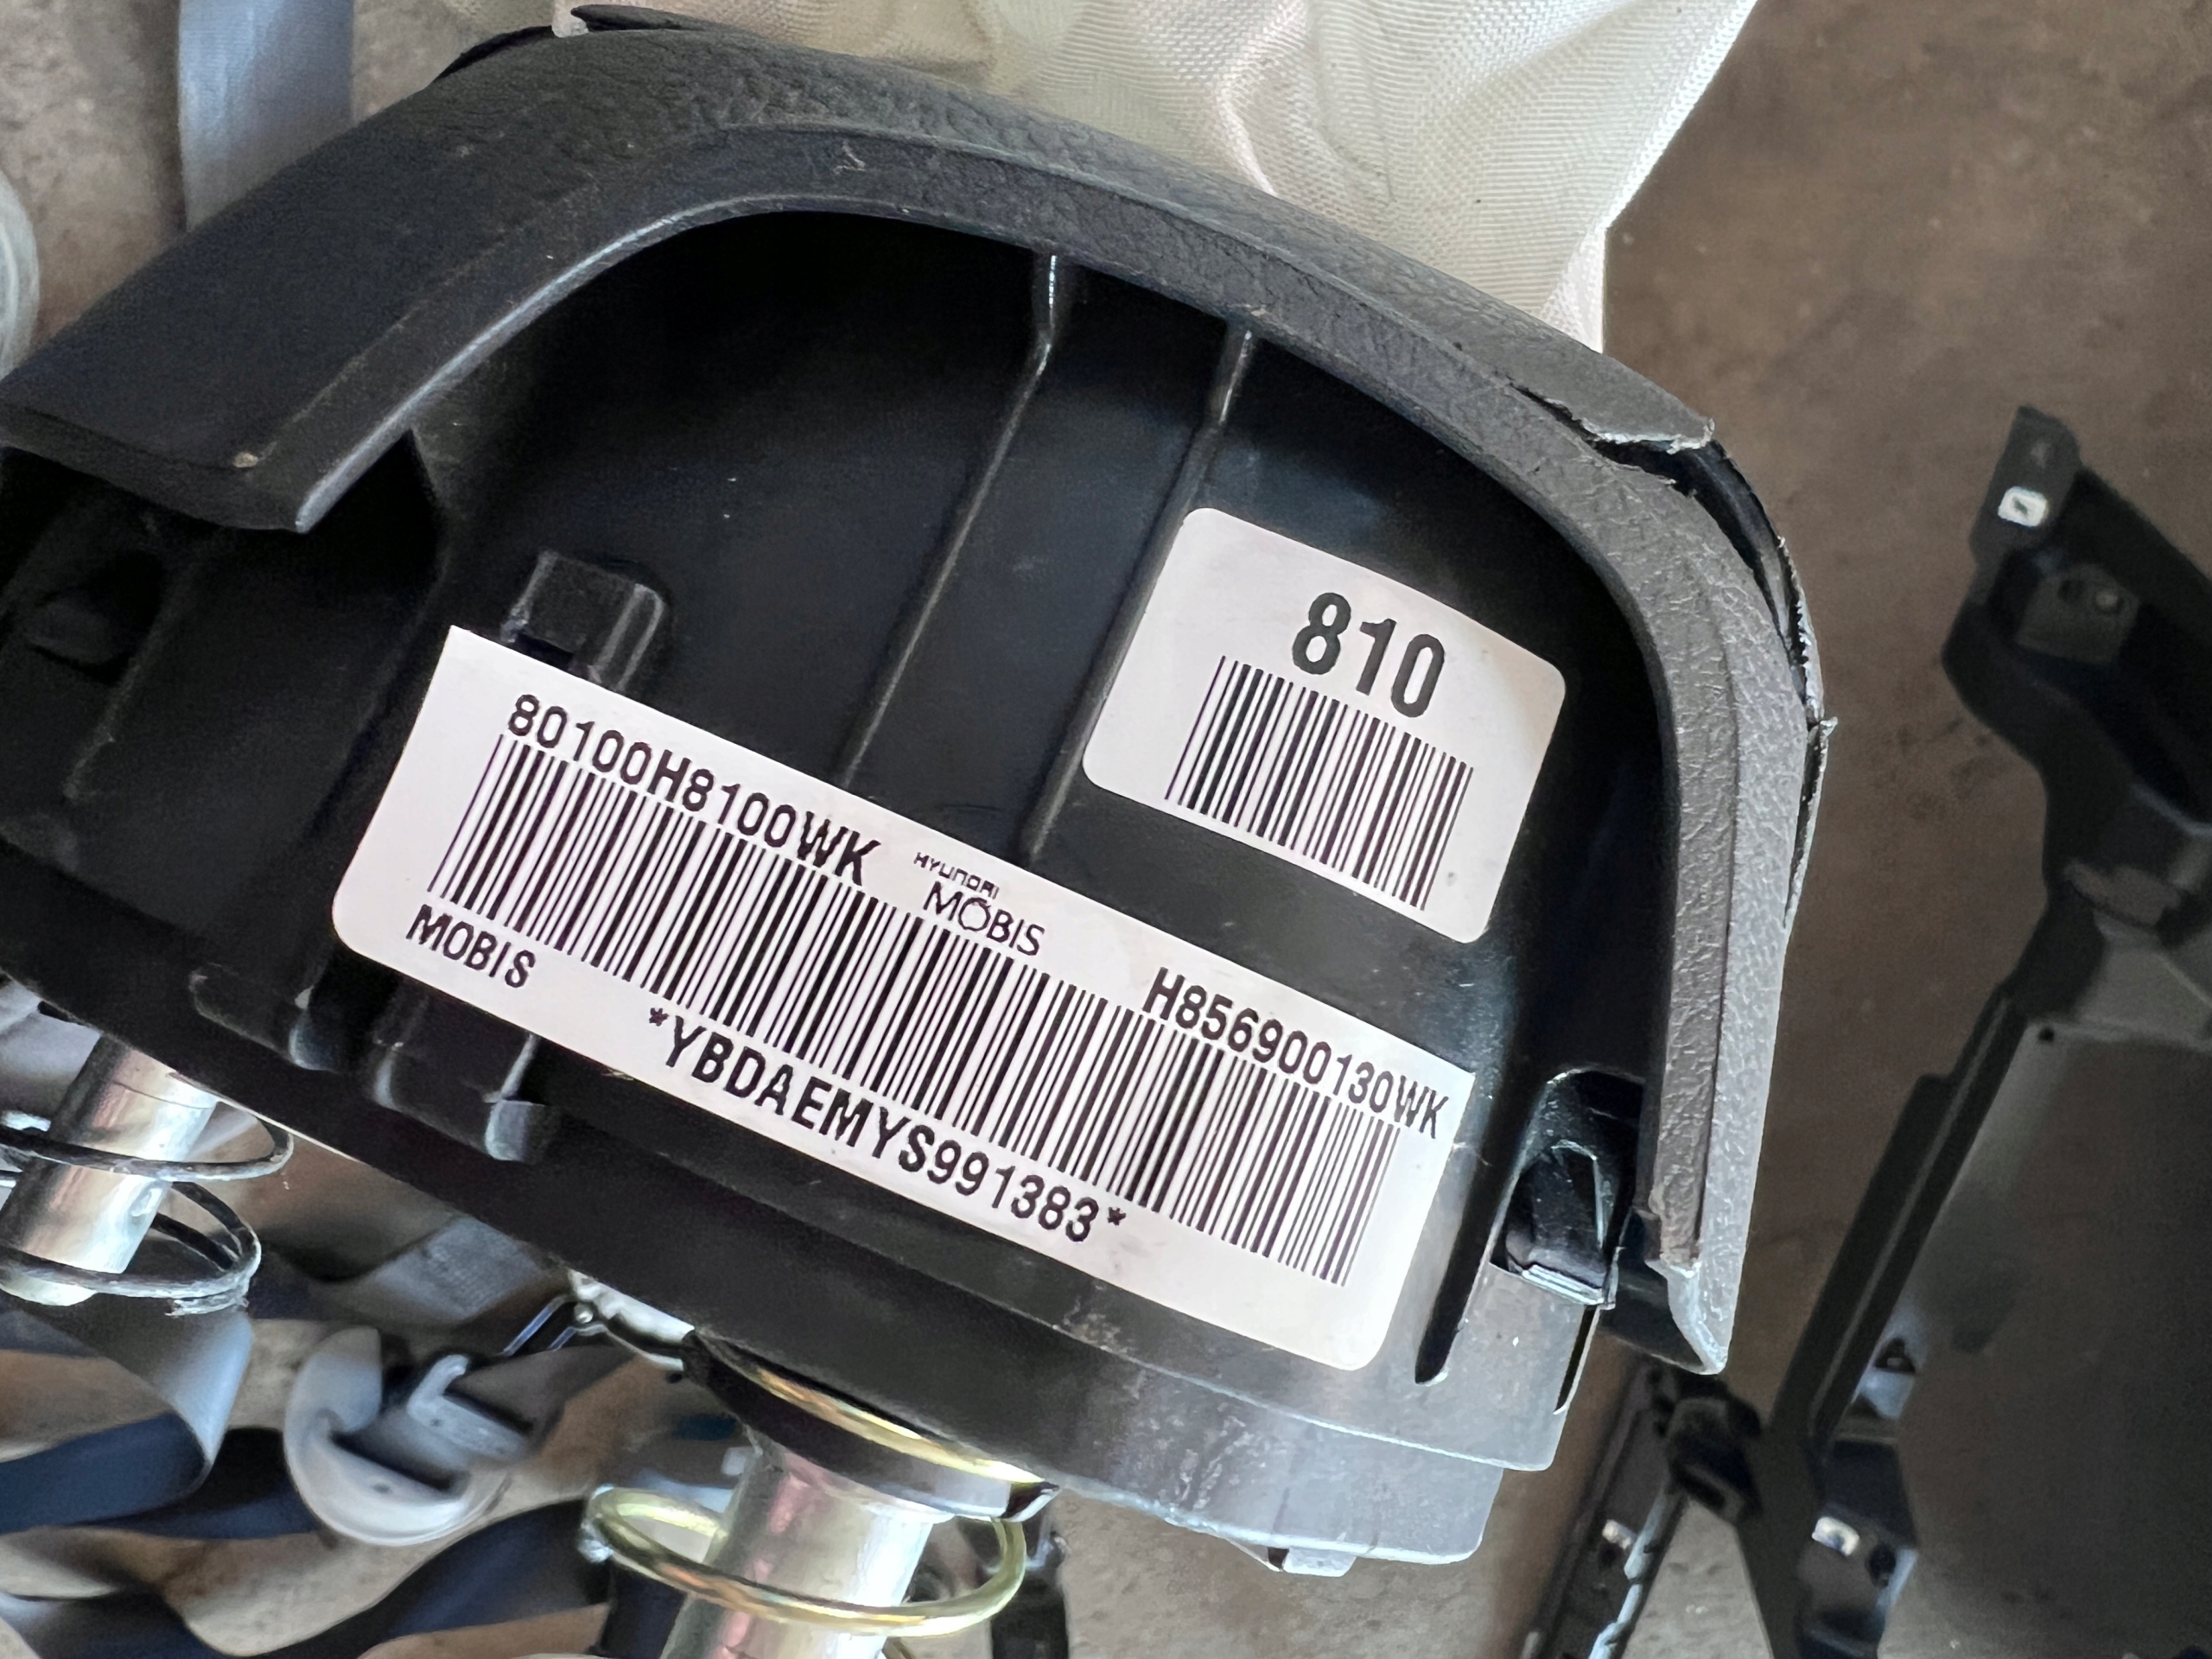 810
80100H8100WK
HYUNDAI
MOBIS
H856900130WK
MOBIS
*YBDAEMYS991383*